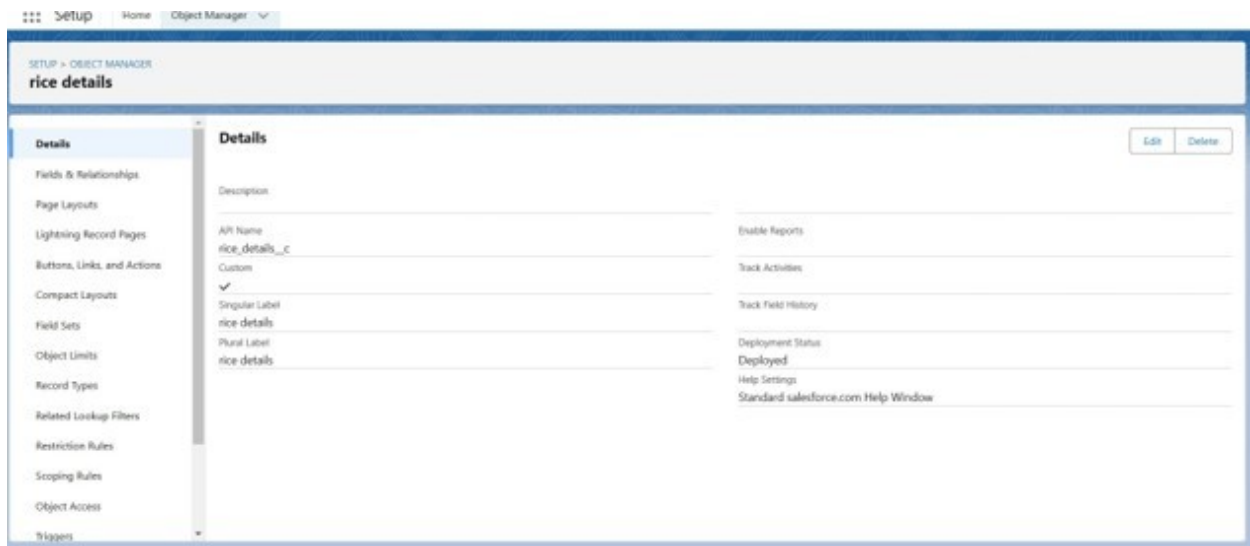 Setup Home Object Manager
SETUP > OBJECT MANAGER
rice details
Details
Fields & Relationships
Page Layouts
Lightning Record Pages
Buttons, Links, and Actions
Compact Layouts
Field Sets
Object Limits
Record Types
Related Lookup Filters
Restriction Rules
Scoping Rules
Object Access
Triggers
Details
Edit Delete
Description
API Name
rice_details__c
Custom
Singular Label
rice details
Plural Label
rice details
Enable Reports
Track Activities
Track Field History
Deployment Status
Deployed
Help Settings
Standard salesforce.com Help Window